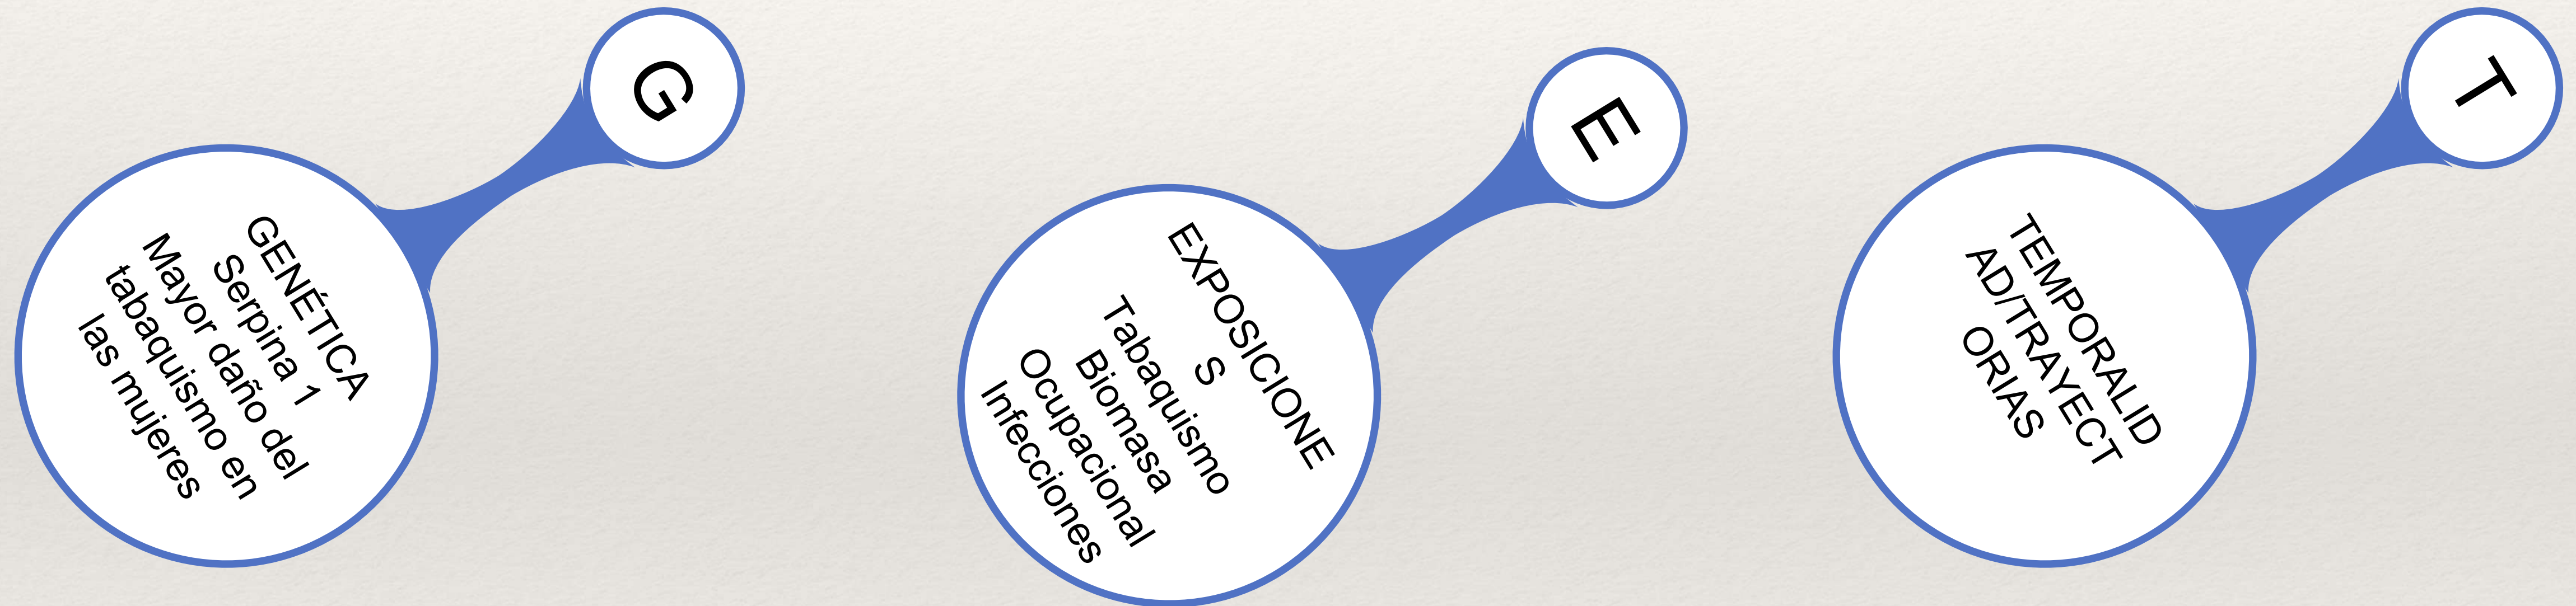 G
GENÉTICA
Serpina 1
Mayor daño del
tabaquismo en
las mujeres
E
EXPOSICIONE
S
Tabaquismo
Biomasa
Ocupacional
Infecciones
T
TEMPORALID
AD/TRAYECT
ORIAS